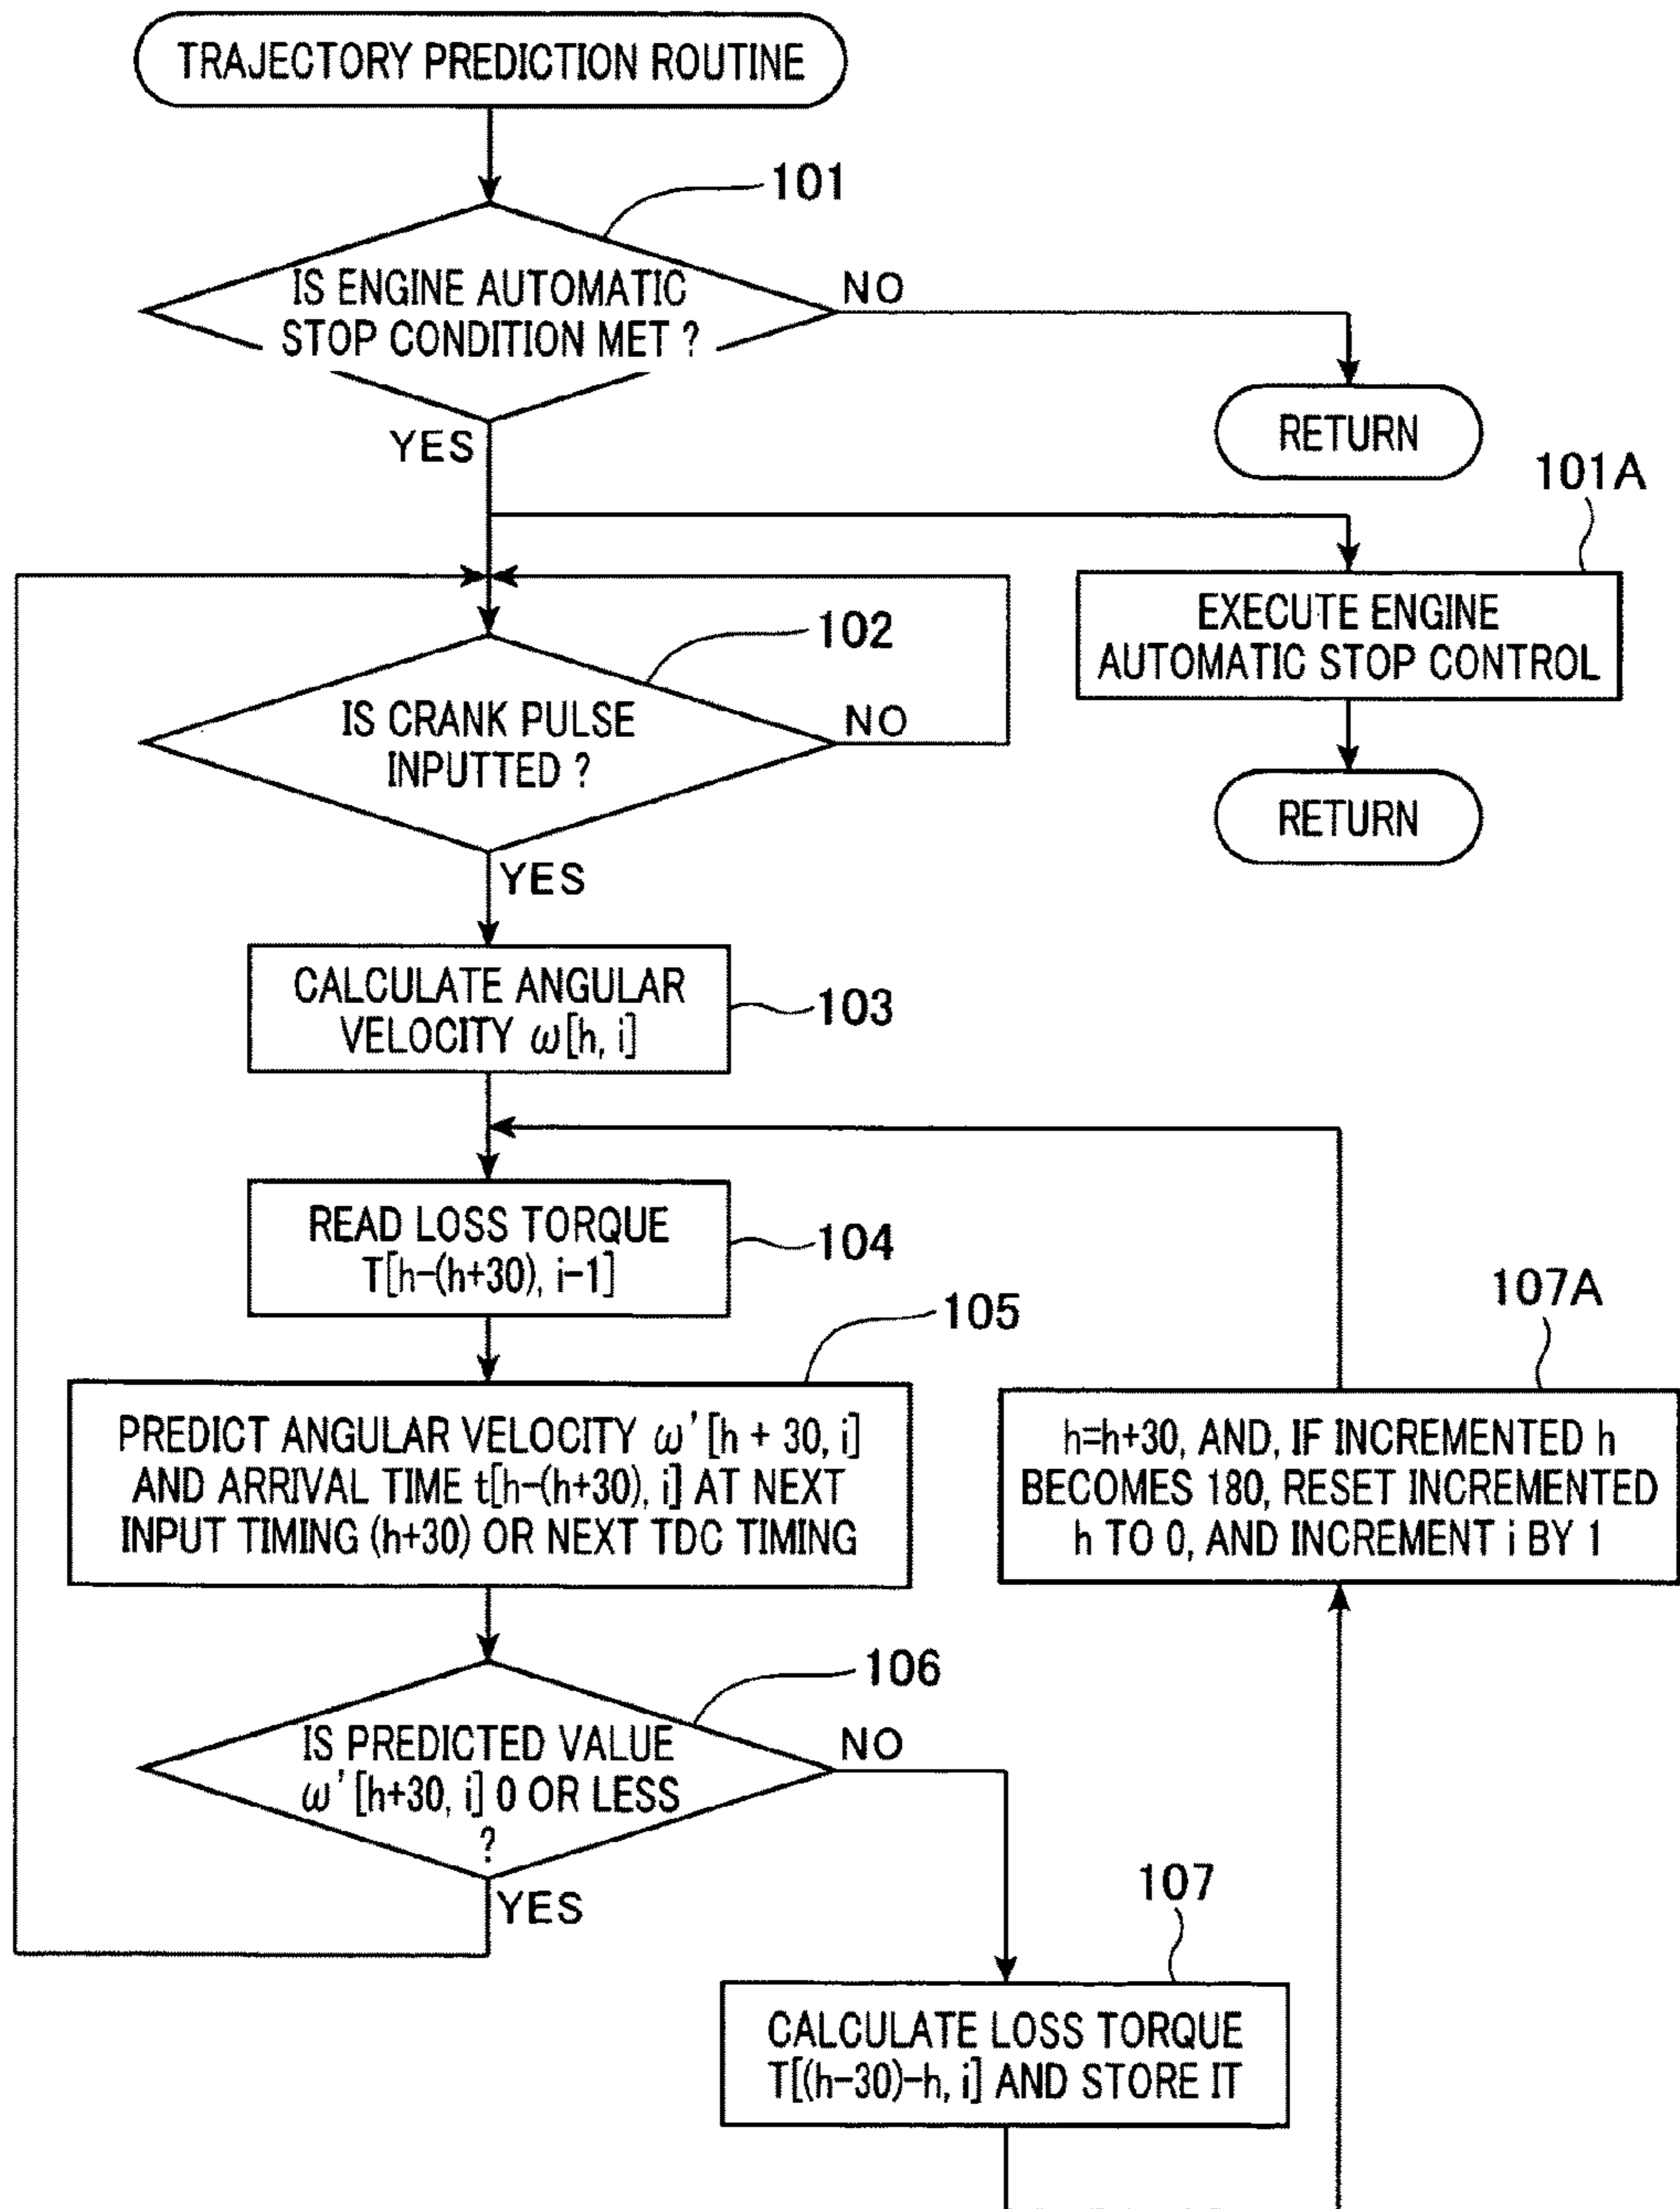 TRAJECTORY PREDICTION ROUTINE
101
IS ENGINE AUTOMATIC
STOP CONDITION MET ?
NO
RETURN
YES
101A
EXECUTE ENGINE
AUTOMATIC STOP CONTROL
RETURN
102
IS CRANK PULSE
INPUTTED ?
NO
YES
CALCULATE ANGULAR
VELOCITY ω[h, i]
103
READ LOSS TORQUE
T[h-(h+30), i-1]
104
105
PREDICT ANGULAR VELOCITY ω'[h + 30, i]
AND ARRIVAL TIME t[h-(h+30), i] AT NEXT
INPUT TIMING (h+30) OR NEXT TDC TIMING
107A
h=h+30, AND, IF INCREMENTED h
BECOMES 180, RESET INCREMENTED
h TO 0, AND INCREMENT i BY 1
106
IS PREDICTED VALUE
ω'[h+30, i] 0 OR LESS
?
NO
YES
107
CALCULATE LOSS TORQUE
T[(h-30)-h, i] AND STORE IT